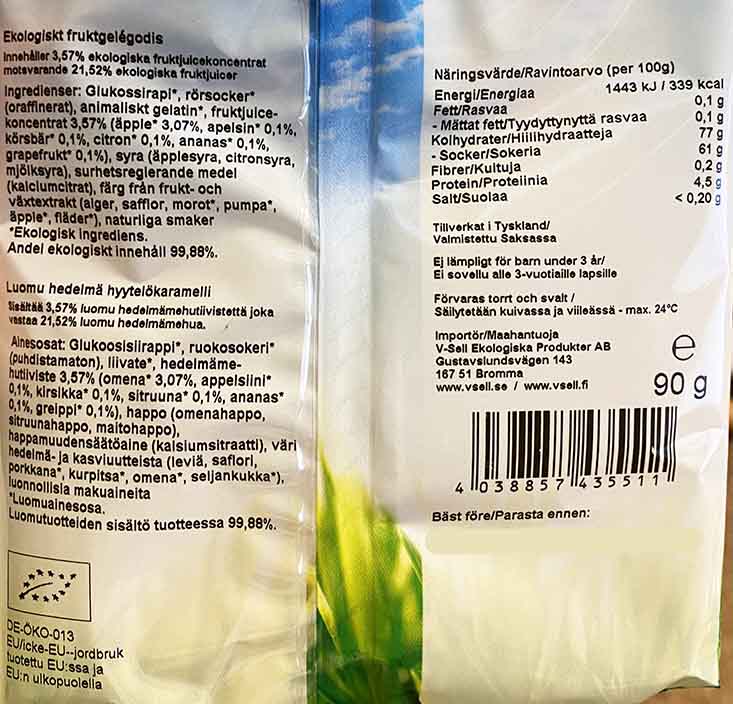 Ekologiskt fruktgelégodis
Innehåller 3,57% ekologiska fruktjuicekoncentrat
motsvarande 21,52% ekologiska fruktjuicer
Ingredienser: Glukossirapi*, rörsocker*
(oraffinerat), animaliskt gelatin*, fruktjuice-
koncentrat 3,57% (äpple* 3,07%, apelsin* 0,1%,
körsbär* 0,1%, citron* 0,1%, ananas* 0,1%,
grapefrukt* 0,1%), syra (äpplesyra, citronsyra,
mjölksyra), surhetsreglerande medel
(kalciumcitrat), färg från frukt- och
växtextrakt (alger, safflor, morot*, pumpa*,
äpple*, fläder*), naturliga smaker
*Ekologisk ingrediens.
Andel ekologiskt innehåll 99,88%.
Luomu hedelmä hyytelökaramelli
Sisältää 3,57% luomu hedelmämehutiivistettä joka
vastaa 21,52% luomu hedelmämehua.
Ainesosat: Glukoosisiirappi*, ruokosokeri*
(puhdistamaton), liivate*, hedelmäme-
hutiiviste 3,57% (omena* 3,07%, appelsiini*
0,1%, kirsikka* 0,1%, sitruuna* 0,1%, ananas*
0,1%, greippi* 0,1%), happo (omenahappo,
sitruunahappo, maitohappo),
happamuudensäätöaine (kalsiumsitraatti), väri
hedelmä- ja kasviuutteista (leviä, saflori,
porkkana*, kurpitsa*, omena*, seljankukka*),
luonnollisia makuaineita
*Luomuainesosa.
Luomutuotteiden sisältö tuotteessa 99,88%.
DE-ÖKO-013
EU/icke-EU--jordbruk
tuotettu EU:ssa ja
EU:n ulkopuolella
Näringsvärde/Ravintoarvo (per 100g)
Energi/Energiaa 1443 kJ / 339 kcal
Fett/Rasvaa 0,1 g
- Mättat fett/Tyydyttynyttä rasvaa 0,1 g
Kolhydrater/Hiilihydraatteja 77 g
- Socker/Sokeria 61 g
Fibrer/Kuituja 0,2 g
Protein/Proteiinia 4,5 g
Salt/Suolaa < 0,20 g
Tillverkat i Tyskland/
Valmistettu Saksassa
Ej lämpligt för barn under 3 år/
Ei sovellu alle 3-vuotiaille lapsille
Förvaras torrt och svalt /
Säilytetään kuivassa ja viileässä - max. 24°C
Importör/Maahantuoja
V-Sell Ekologiska Produkter AB
Gustavslundsvägen 143
167 51 Bromma
www.vsell.se / www.vsell.fi
e
90 g
4 038857 435511
Bäst före/Parasta ennen: